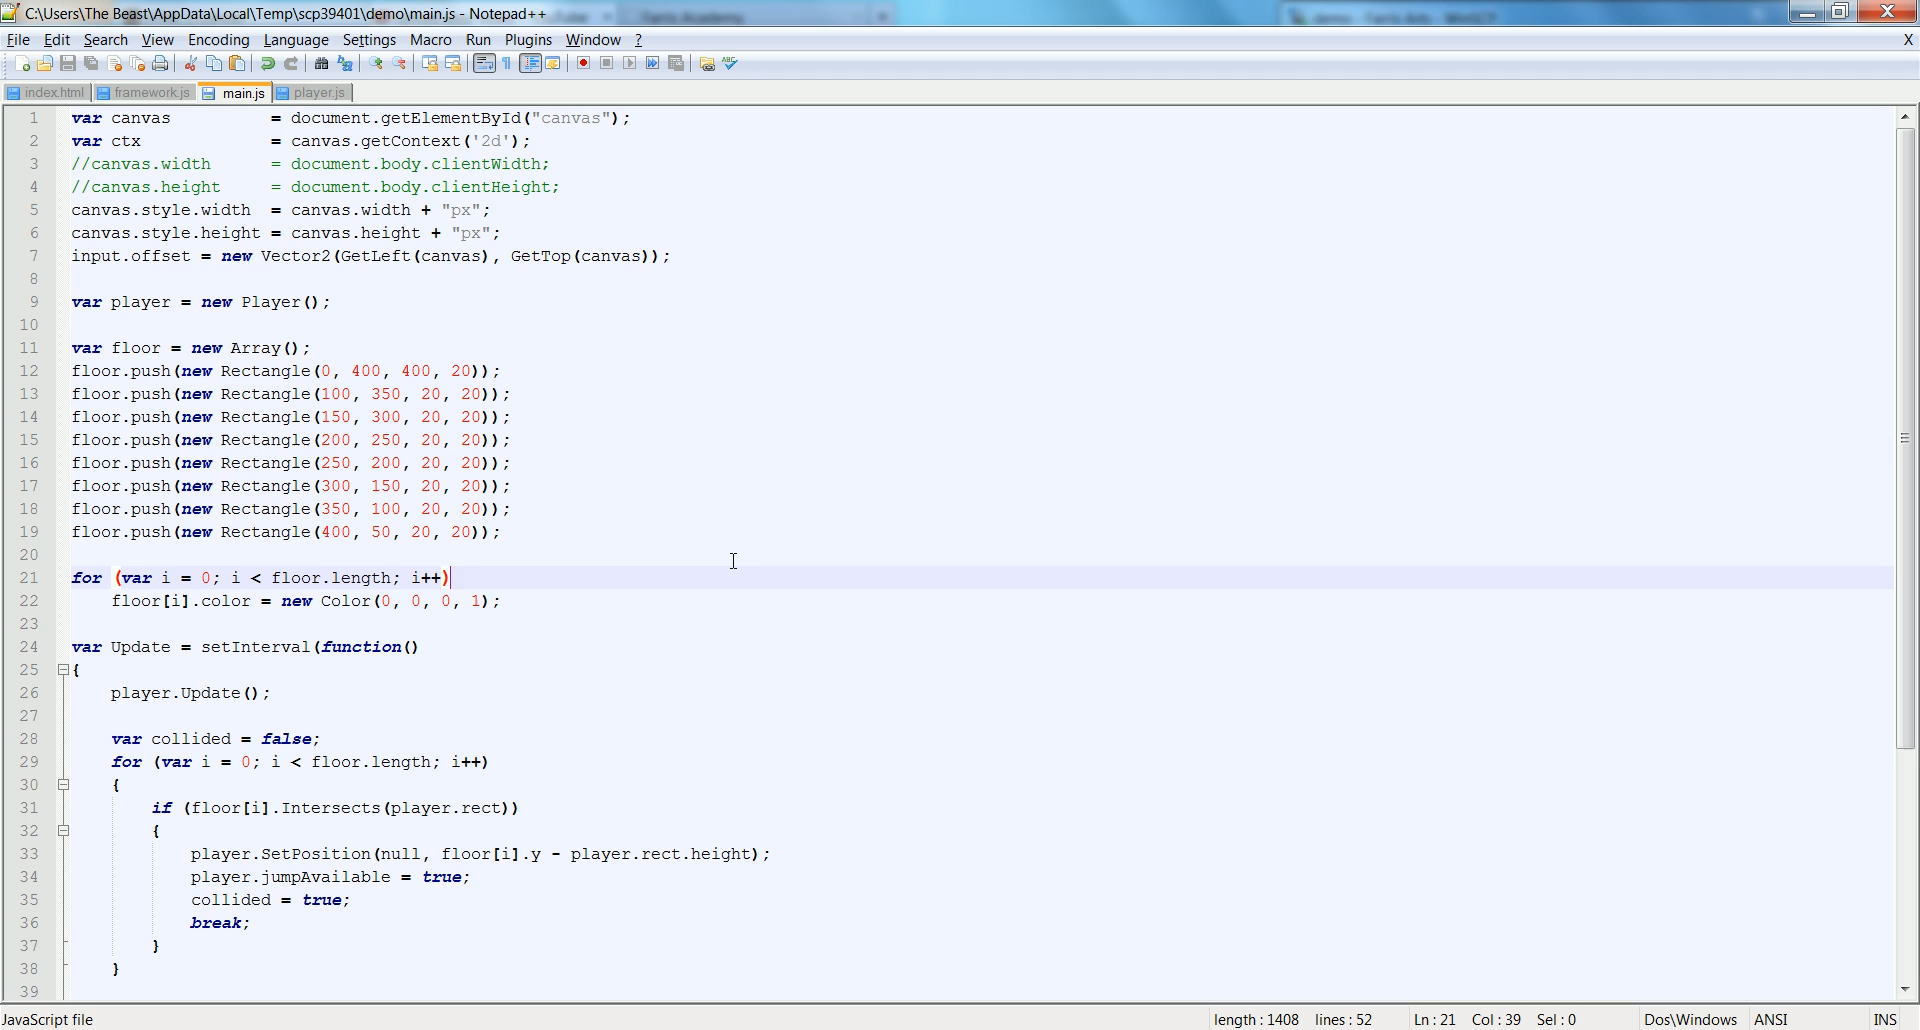 C:\Users\The Beast\AppData\Local\Temp\scp39401\demo\main.js - Notepad++
File Edit Search View Encoding Language Settings Macro Run Plugins Window ? X
index.html framework.js main.js player.js
1 var canvas = document.getElementById("canvas");
2 var ctx = canvas.getContext('2d');
3 //canvas.width = document.body.clientWidth;
4 //canvas.height = document.body.clientHeight;
5 canvas.style.width = canvas.width + "px";
6 canvas.style.height = canvas.height + "px";
7 input.offset = new Vector2(GetLeft(canvas), GetTop(canvas));
8
9 var player = new Player();
10
11 var floor = new Array();
12 floor.push(new Rectangle(0, 400, 400, 20));
13 floor.push(new Rectangle(100, 350, 20, 20));
14 floor.push(new Rectangle(150, 300, 20, 20));
15 floor.push(new Rectangle(200, 250, 20, 20));
16 floor.push(new Rectangle(250, 200, 20, 20));
17 floor.push(new Rectangle(300, 150, 20, 20));
18 floor.push(new Rectangle(350, 100, 20, 20));
19 floor.push(new Rectangle(400, 50, 20, 20));
20
21 for (var i = 0; i < floor.length; i++)
22 floor[i].color = new Color(0, 0, 0, 1);
23
24 var Update = setInterval(function()
25 {
26 player.Update();
27
28 var collided = false;
29 for (var i = 0; i < floor.length; i++)
30 {
31 if (floor[i].Intersects(player.rect))
32 {
33 player.SetPosition(null, floor[i].y - player.rect.height);
34 player.jumpAvailable = true;
35 collided = true;
36 break;
37 }
38 }
39
JavaScript file length : 1408 lines : 52 Ln : 21 Col : 39 Sel : 0 Dos\Windows ANSI INS